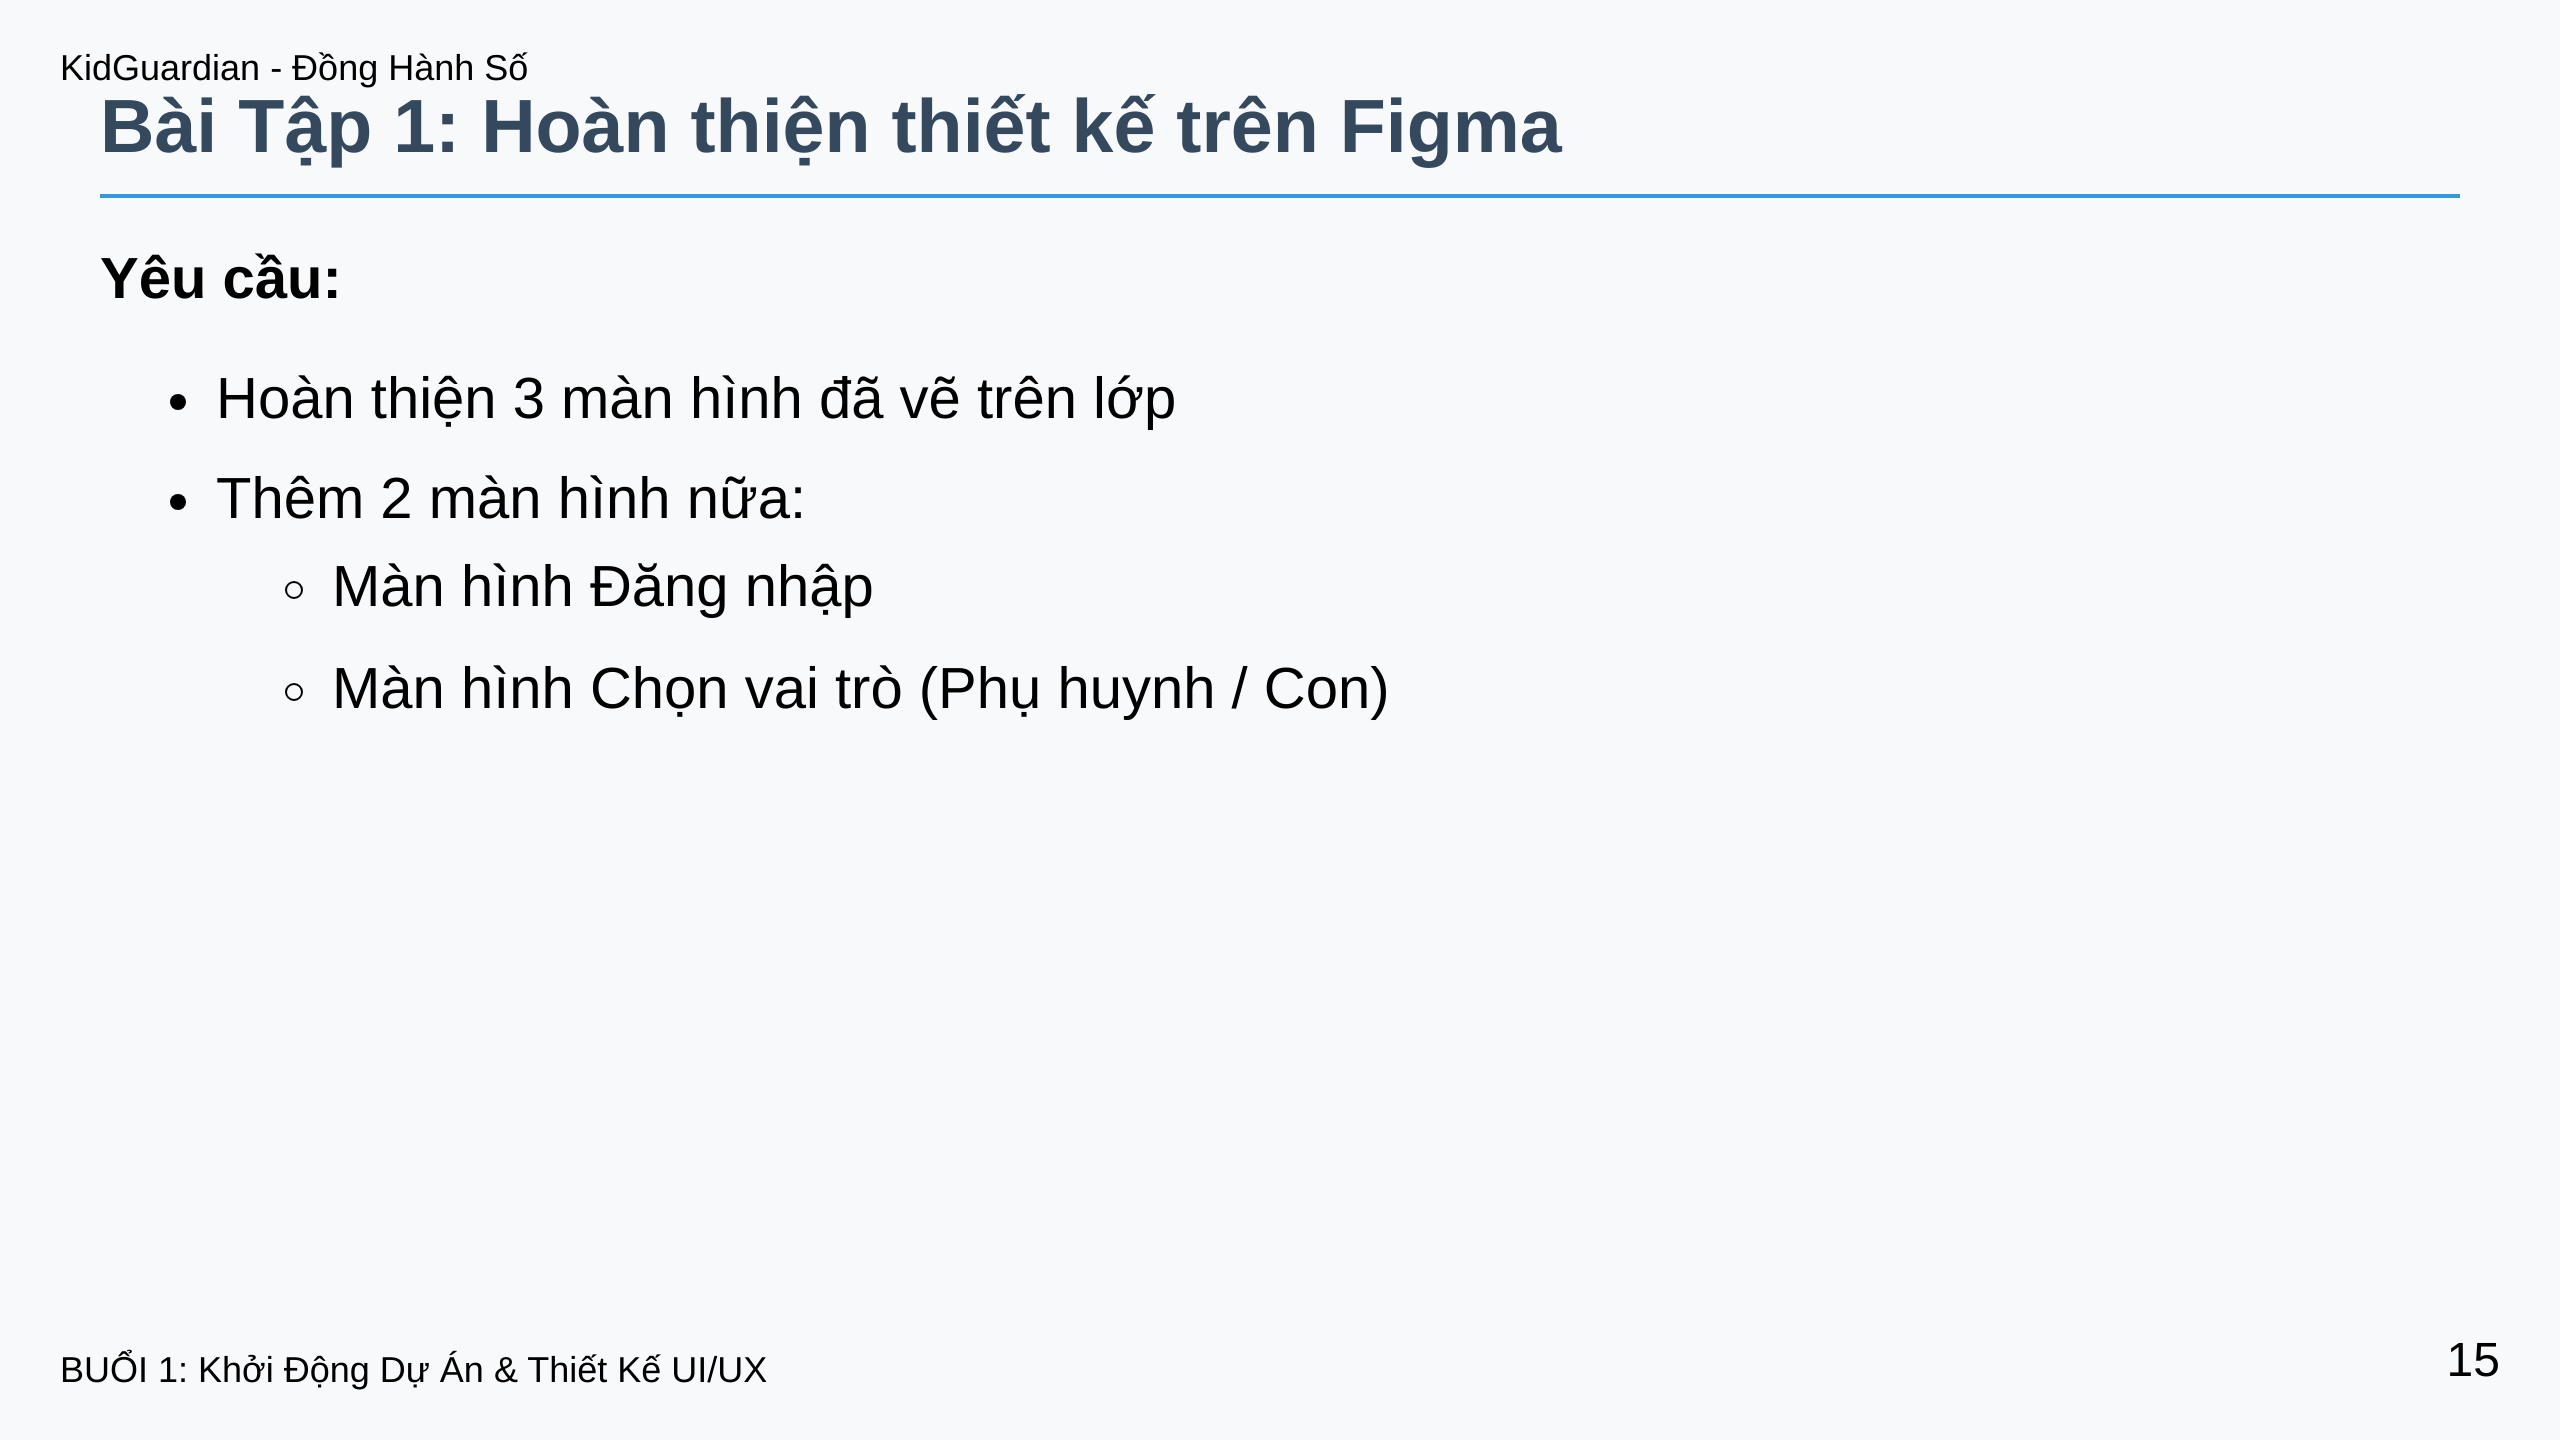 KidGuardian - Đồng Hành Số
Bài Tập 1: Hoàn thiện thiết kế trên Figma
Yêu cầu:
• Hoàn thiện 3 màn hình đã vẽ trên lớp
• Thêm 2 màn hình nữa:
◦ Màn hình Đăng nhập
◦ Màn hình Chọn vai trò (Phụ huynh / Con)
BUỔI 1: Khởi Động Dự Án & Thiết Kế UI/UX
15